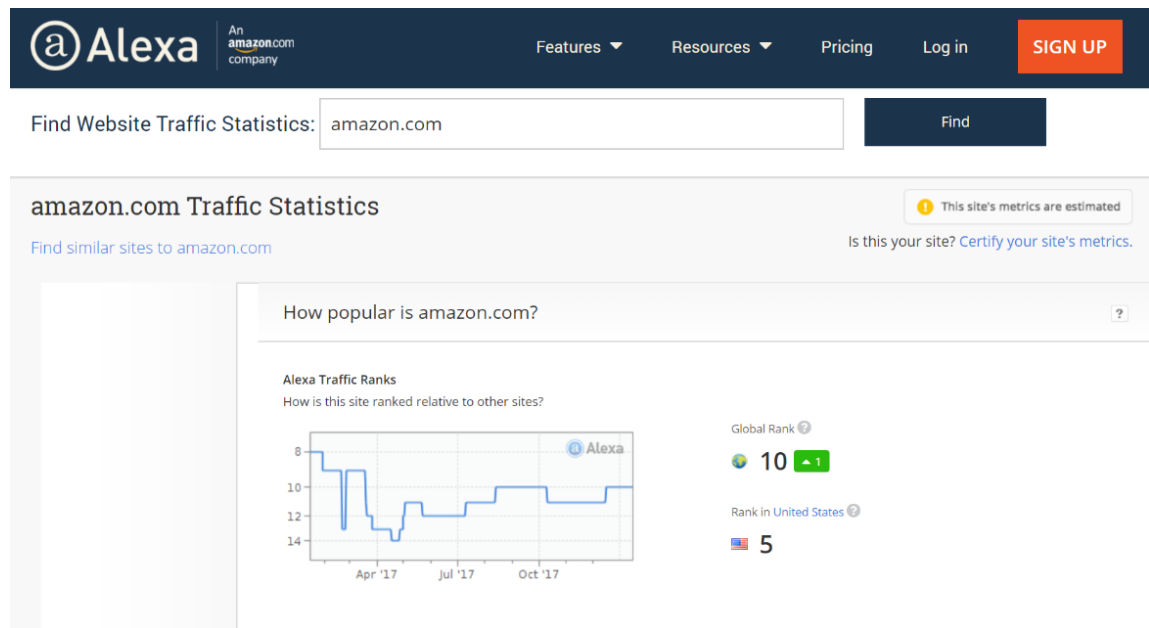 a Alexa
An
amazon.com
company
Features
Resources
Pricing
Log in
SIGN UP
Find Website Traffic Statistics:
amazon.com
Find
amazon.com Traffic Statistics
! This site's metrics are estimated
Find similar sites to amazon.com
Is this your site? Certify your site's metrics.
How popular is amazon.com?
?
Alexa Traffic Ranks
How is this site ranked relative to other sites?
a Alexa
8
10
12
14
Apr '17 Jul '17 Oct '17
Global Rank ?
10 1
Rank in United States ?
5